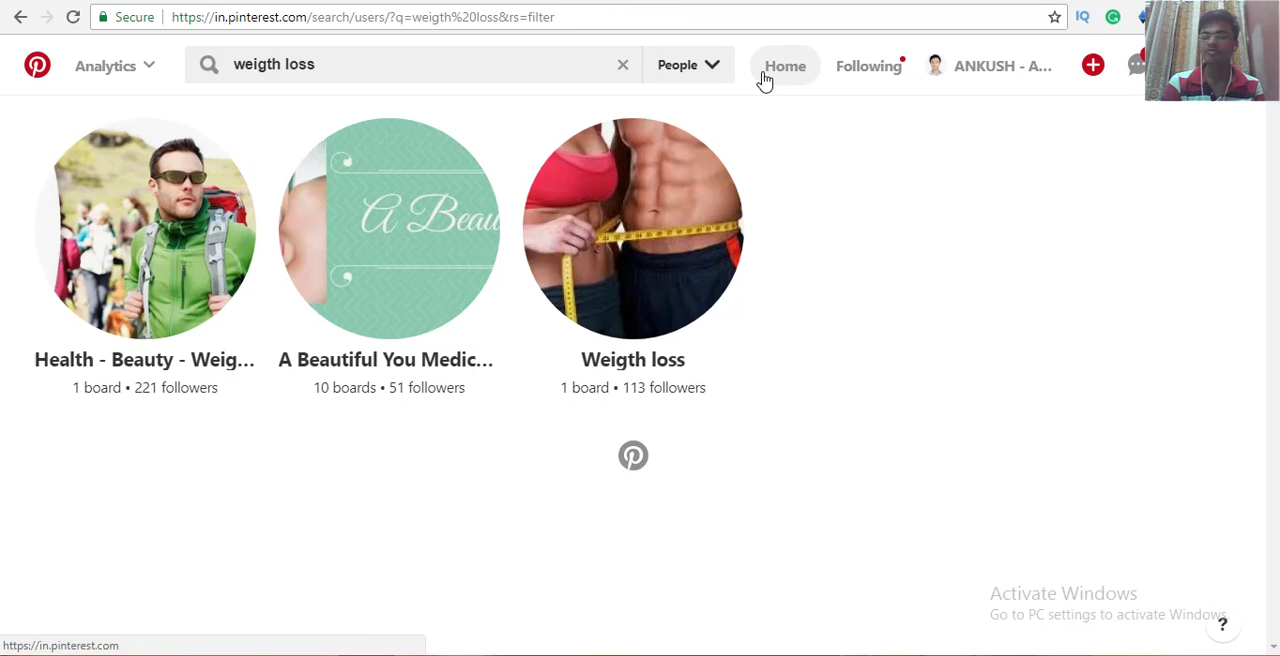 Secure
https://in.pinterest.com/search/users/?q=weigth%20loss&rs=filter
IQ
G
Analytics
weigth loss
People
Home
Following
ANKUSH - A...
A Beau
Health - Beauty - Weig...
1 board • 221 followers
A Beautiful You Medic...
10 boards • 51 followers
Weigth loss
1 board • 113 followers
Activate Windows
Go to PC settings to activate Windows.
?
https://in.pinterest.com